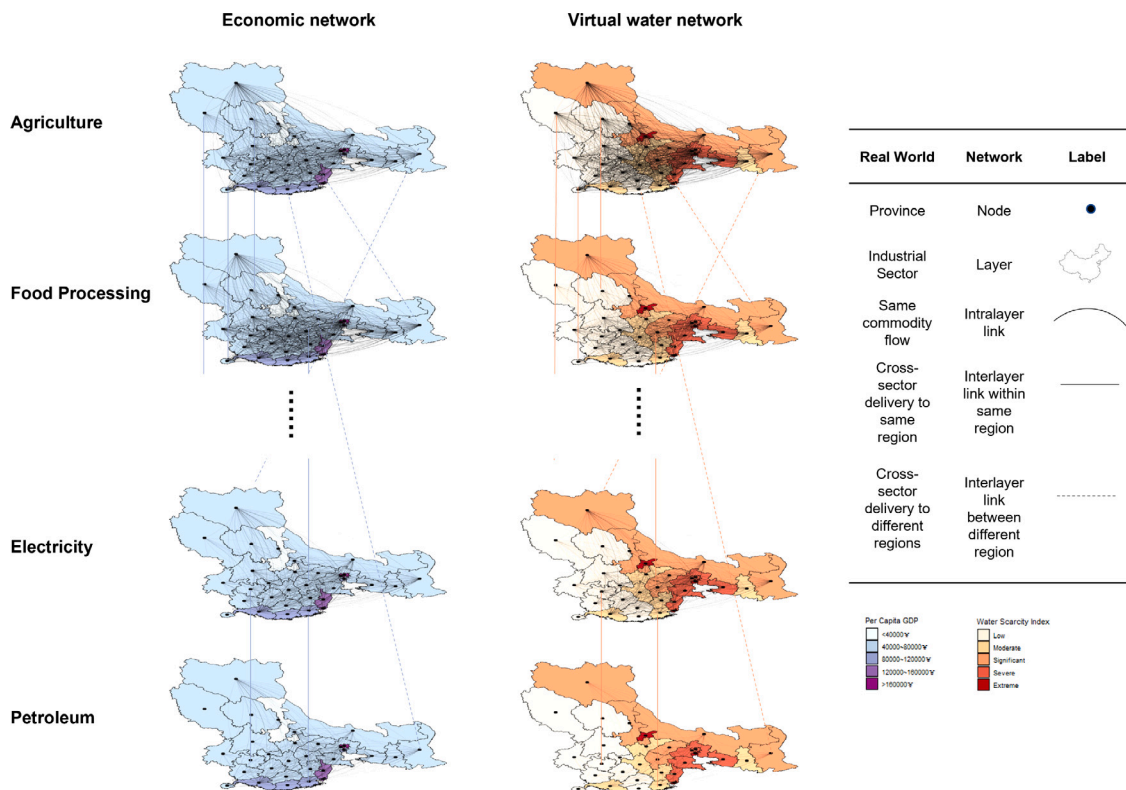 Economic network
Virtual water network
Agriculture
Food Processing
Electricity
Petroleum
Real World
Network
Label
Province
Node
Industrial
Sector
Layer
Same
commodity
flow
Intralayer
link
Cross-
sector
delivery to
same
region
Interlayer
link within
same
region
Cross-
sector
delivery to
different
regions
Interlayer
link
between
different
region
Per Capita GDP
<40000¥
40000~80000¥
80000~120000¥
120000~160000¥
>160000¥
Water Scarcity Index
Low
Moderate
Significant
Severe
Extreme